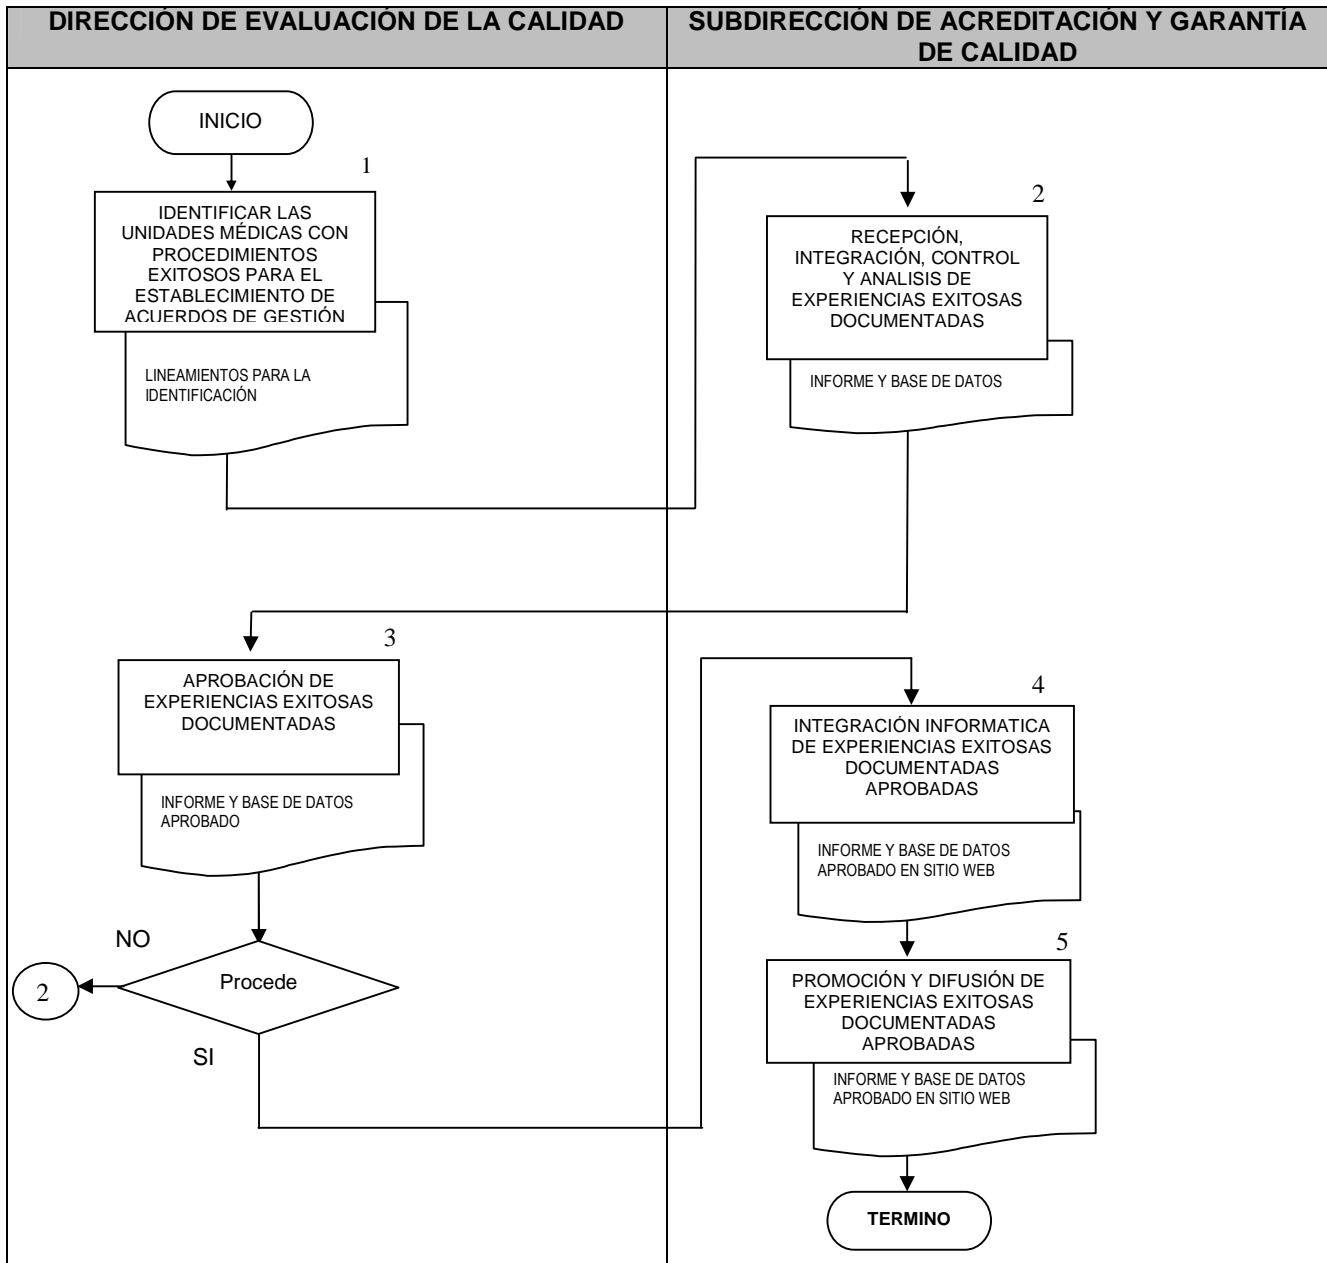 DIRECCIÓN DE EVALUACIÓN DE LA CALIDAD
SUBDIRECCIÓN DE ACREDITACIÓN Y GARANTÍA
DE CALIDAD
INICIO
1
IDENTIFICAR LAS
UNIDADES MÉDICAS CON
PROCEDIMIENTOS
EXITOSOS PARA EL
ESTABLECIMIENTO DE
ACUERDOS DE GESTIÓN
LINEAMIENTOS PARA LA
IDENTIFICACIÓN
2
RECEPCIÓN,
INTEGRACIÓN, CONTROL
Y ANALISIS DE
EXPERIENCIAS EXITOSAS
DOCUMENTADAS
INFORME Y BASE DE DATOS
3
APROBACIÓN DE
EXPERIENCIAS EXITOSAS
DOCUMENTADAS
INFORME Y BASE DE DATOS
APROBADO
NO
Procede
2
SI
4
INTEGRACIÓN INFORMATICA
DE EXPERIENCIAS EXITOSAS
DOCUMENTADAS
APROBADAS
INFORME Y BASE DE DATOS
APROBADO EN SITIO WEB
5
PROMOCIÓN Y DIFUSIÓN DE
EXPERIENCIAS EXITOSAS
DOCUMENTADAS
APROBADAS
INFORME Y BASE DE DATOS
APROBADO EN SITIO WEB
TERMINO